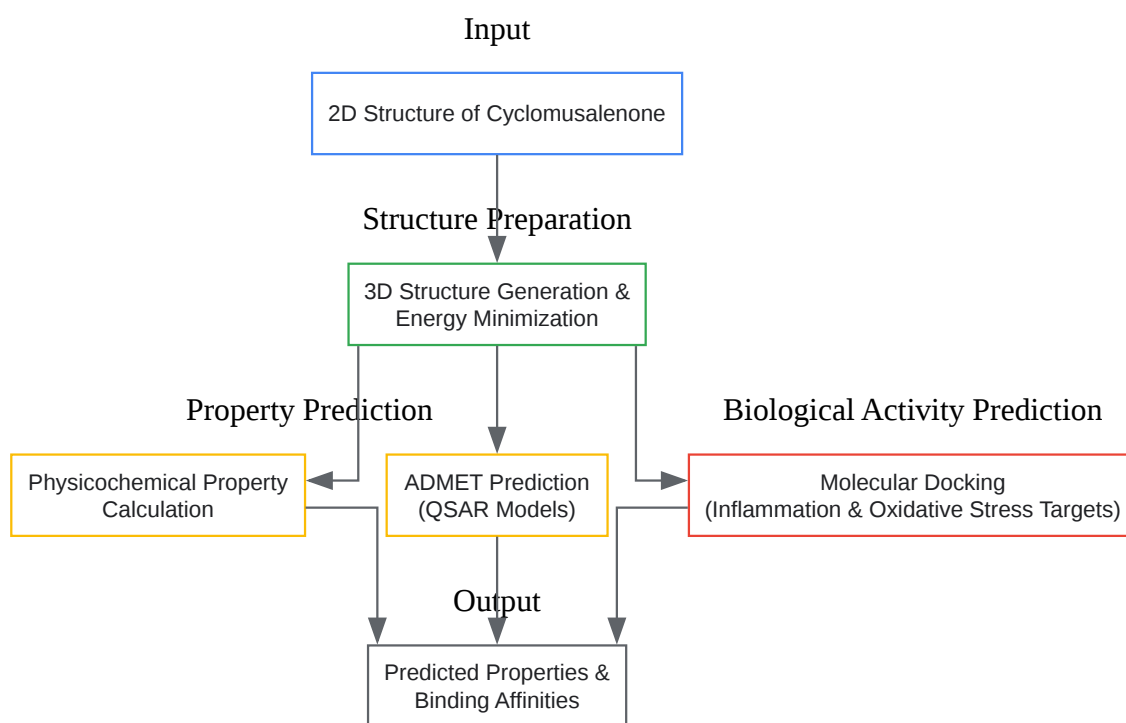 Input
2D Structure of Cyclomusalenone
Structure Preparation
3D Structure Generation &
Energy Minimization
Property Prediction
Biological Activity Prediction
Physicochemical Property
Calculation
ADMET Prediction
(QSAR Models)
Molecular Docking
(Inflammation & Oxidative Stress Targets)
Output
Predicted Properties &
Binding Affinities